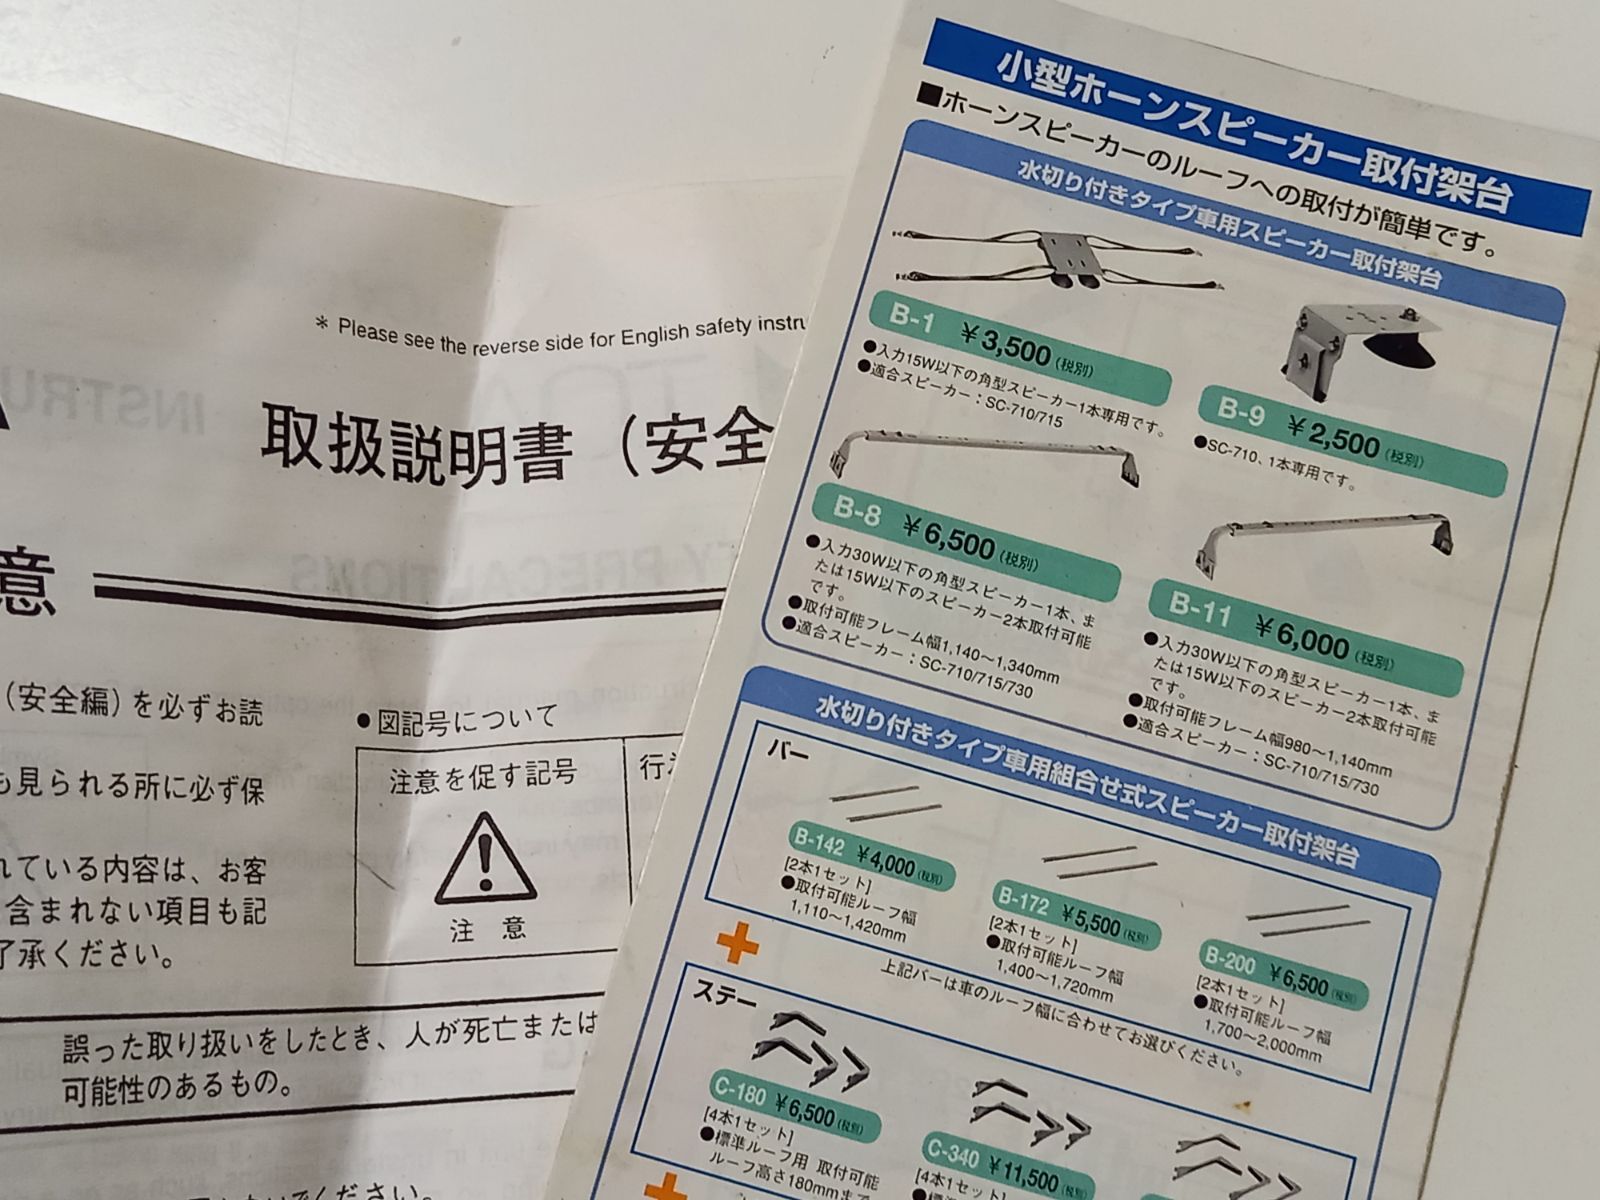 * Please see the reverse side for English safety
取扱説明書（安全
意
（安全編）を必ずお読
も見られる所に必ず保
れている内容は、お客
含まれない項目も記
了承ください。
●図記号について
注意を促す記号
行
注 意
誤った取り扱いをしたとき、人が死亡または
可能性のあるもの。
ください。
小型ホーンスピーカー取付架台
■ホーンスピーカーのルーフへの取付が簡単です。
水切り付きタイプ車用スピーカー取付架台
B-1 ¥3,500（税別）
●入力15W以下の角型スピーカー1本専用です。
●適合スピーカー：SC-710/715
B-9 ¥2,500（税別）
●SC-710、1本専用です。
B-8 ¥6,500（税別）
●入力30W以下の角型スピーカー1本、ま
たは15W以下のスピーカー2本取付可能
です。
●取付可能フレーム幅1,140〜1,340mm
●適合スピーカー：SC-710/715/730
B-11 ¥6,000（税別）
●入力30W以下の角型スピーカー1本、ま
たは15W以下のスピーカー2本取付可能
です。
●取付可能フレーム幅980〜1,140mm
●適合スピーカー：SC-710/715/730
水切り付きタイプ車用組合せ式スピーカー取付架台
バー
B-142 ¥4,000（税別）
[2本1セット]
●取付可能ルーフ幅
1,110〜1,420mm
B-172 ¥5,500（税別）
[2本1セット]
●取付可能ルーフ幅
1,400〜1,720mm
B-200 ¥6,500（税別）
[2本1セット]
●取付可能ルーフ幅
1,700〜2,000mm
上記バーは車のルーフ幅に合わせてお選びください。
ステー
C-180 ¥6,500（税別）
[4本1セット]
●標準ルーフ用 取付可能
ルーフ高さ180mmまで
C-340 ¥11,500（税別）
[4本1セット]